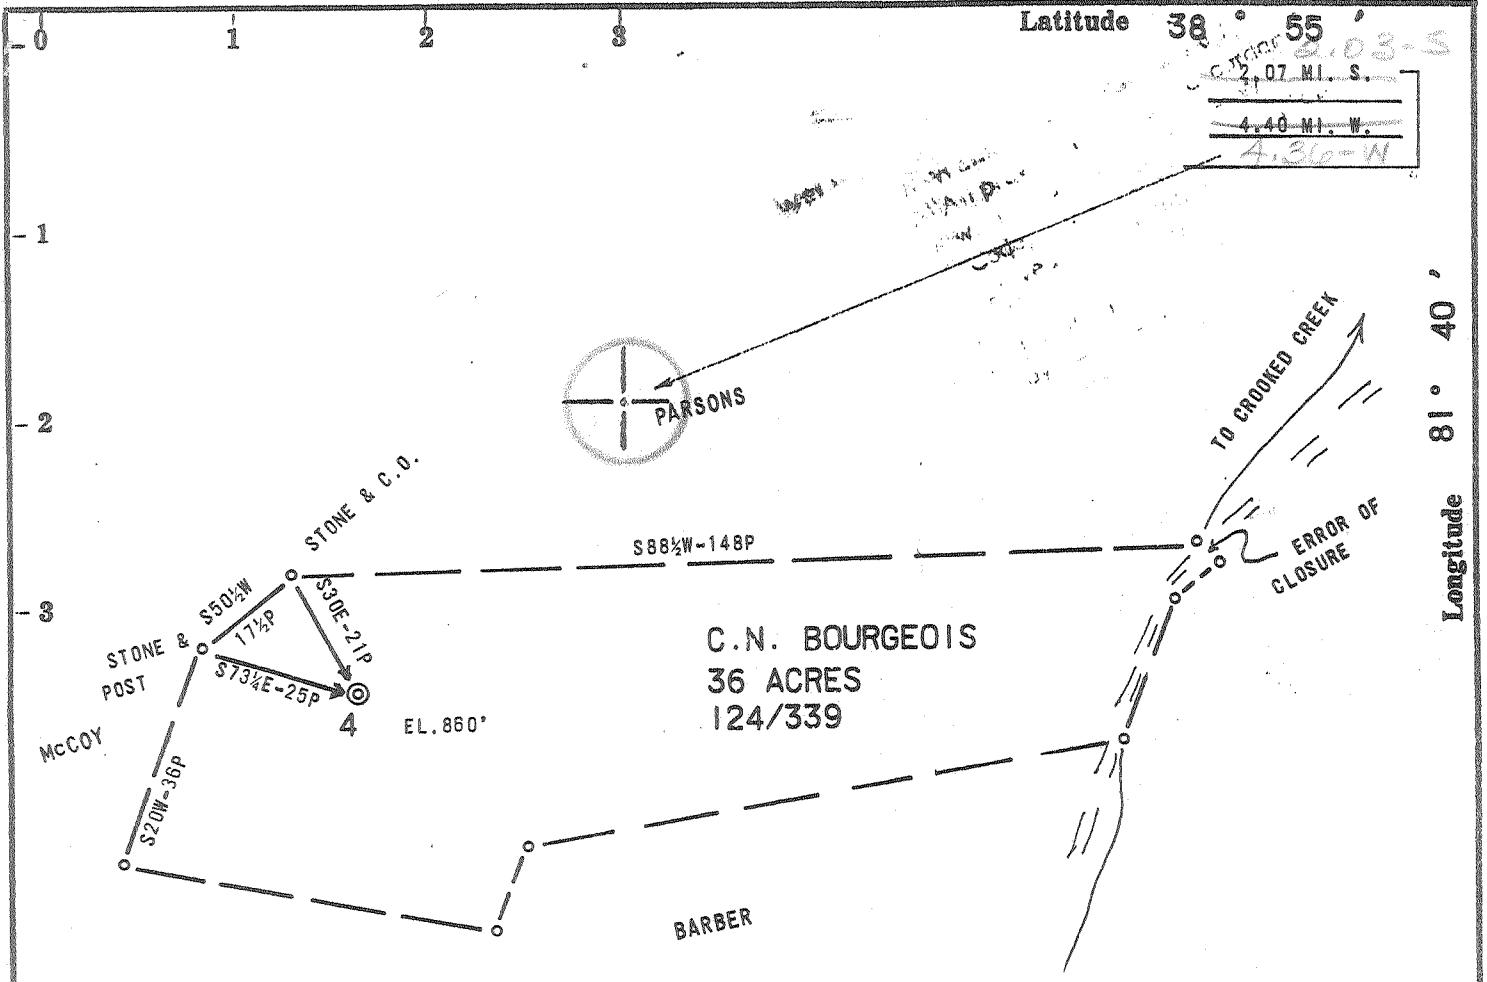 0 1 2 3 Latitude 38 ° 55 '
2.03-S
2.07 MI. S.
4.40 MI. W.
4.36-W
1
2
3
Longitude 81° 40'
PARSONS
TO CROOKED CREEK
STONE & C.O.
S88½W-148P
ERROR OF
CLOSURE
S50½W
17½P
S30E-21P
STONE &
POST
S73¼E-25P
C.N. BOURGEOIS
36 ACRES
124/339
4
EL.860'
McCOY
S20W-36P
BARBER